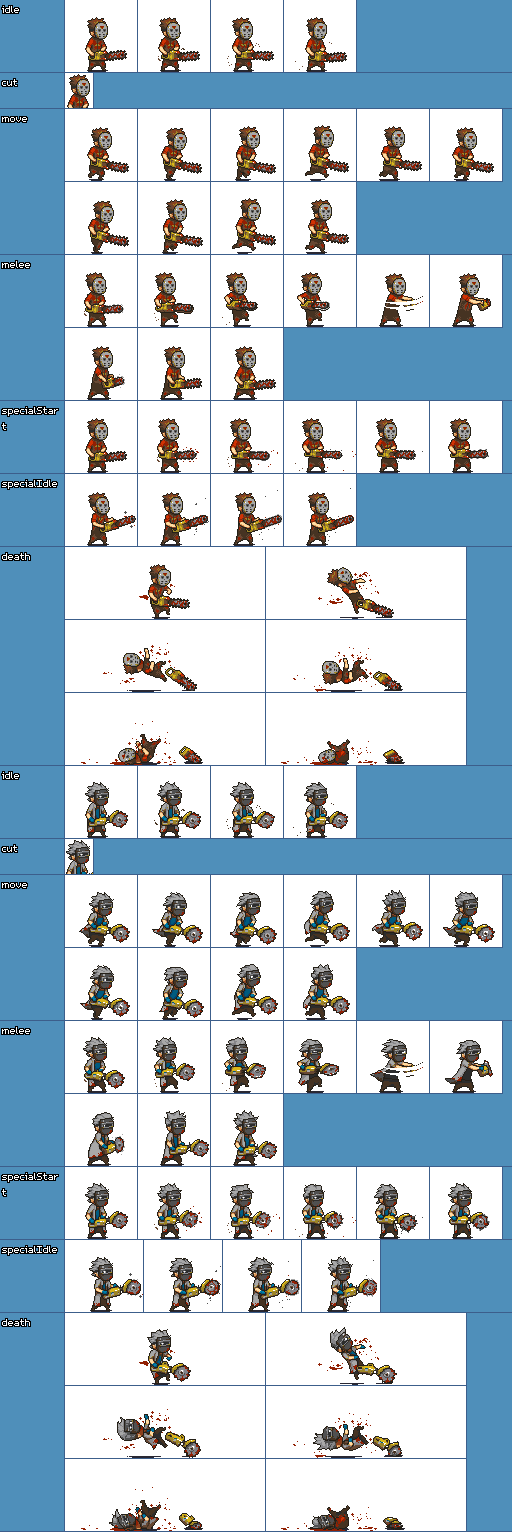 idle
cut
move
melee
specialStar
t
specialIdle
death
idle
cut
move
melee
specialStar
t
specialIdle
death